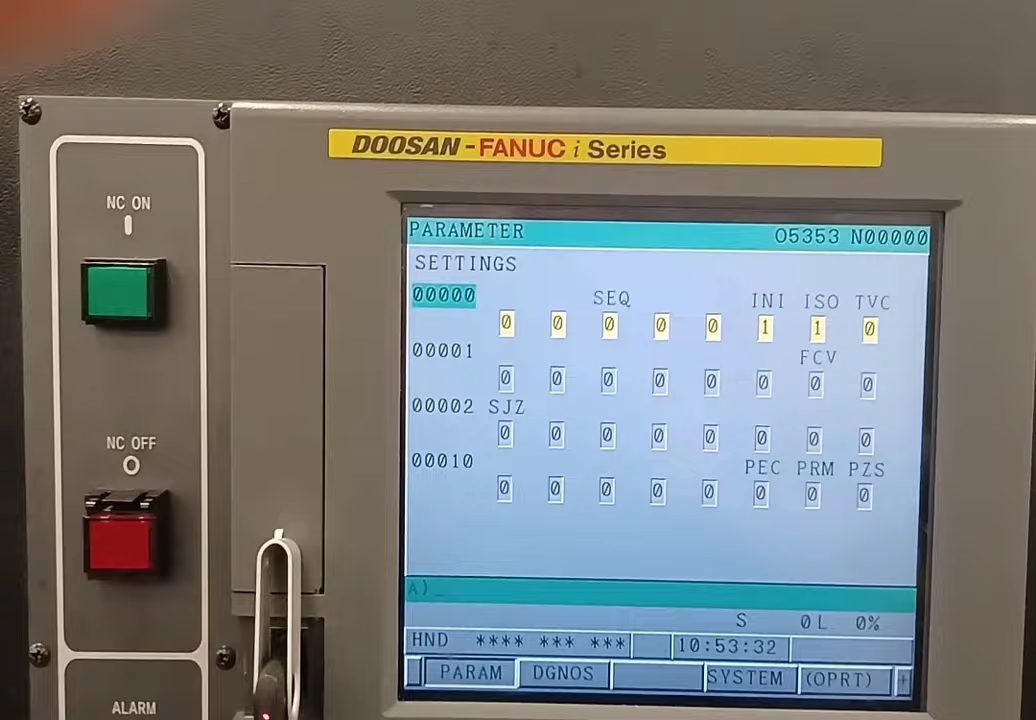 NC ON
NC OFF
ALARM
DOOSAN-FANUC i Series
PARAMETER O5353 N00000
SETTINGS
00000 SEQ INI ISO TVC
0 0 0 0 0 1 1 0
00001 FCV
0 0 0 0 0 0 0 0
00002 SJZ
0 0 0 0 0 0 0 0
00010 PEC PRM PZS
0 0 0 0 0 0 0 0
A)_
S 0L 0%
HND **** *** *** 10:53:32
PARAM DGNOS SYSTEM (OPRT) +